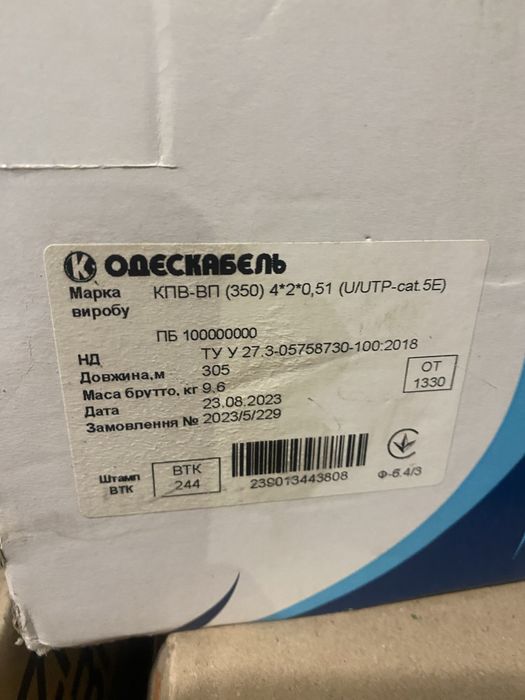 К ОДЕСКАБЕЛЬ
Марка виробу КПВ-ВП (350) 4*2*0,51 (U/UTP-cat.5E)
ПБ 100000000
НД ТУ У 27.3-05758730-100:2018
Довжина,м 305
Маса брутто, кг 9,6
Дата 23.08.2023
Замовлення № 2023/5/229
ОТ
1330
Штамп ВТК
ВТК
244
239013443808
Ф-6.4/3